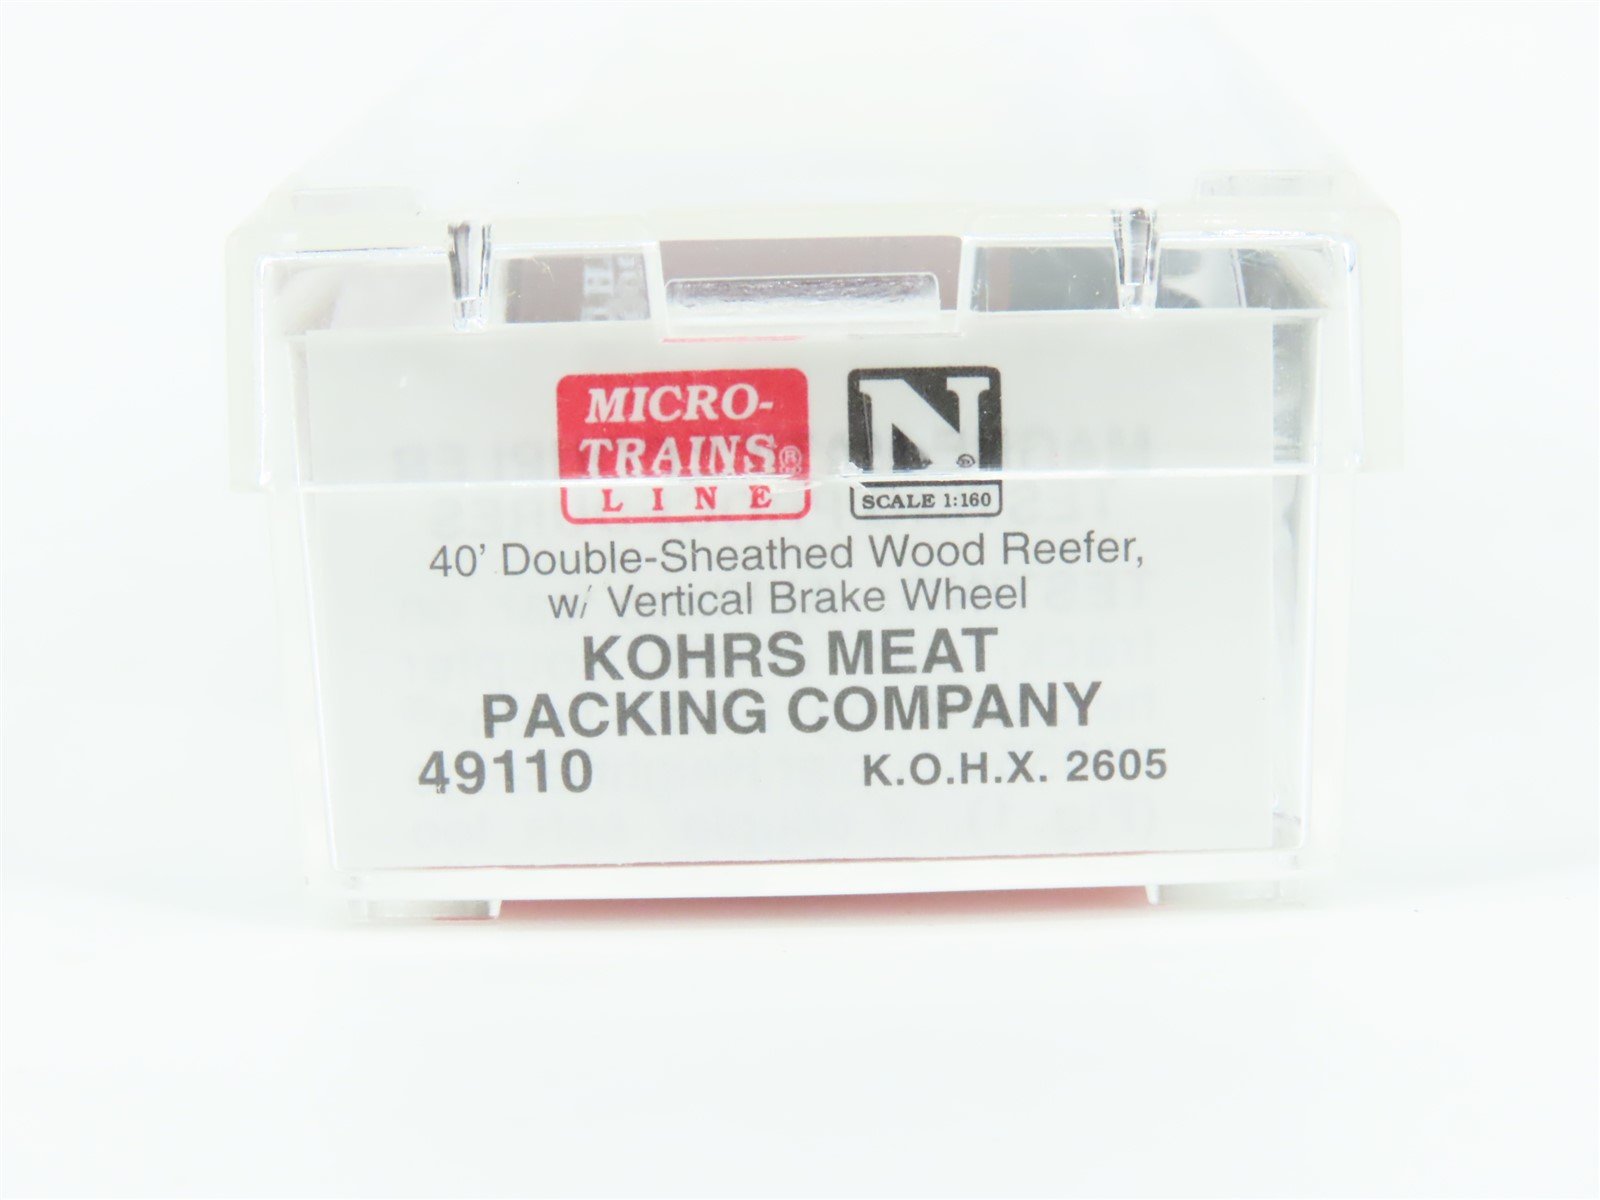 MICRO-
TRAINS®
LINE
N®
SCALE 1:160
40' Double-Sheathed Wood Reefer,
w/ Vertical Brake Wheel
KOHRS MEAT
PACKING COMPANY
49110 K.O.H.X. 2605